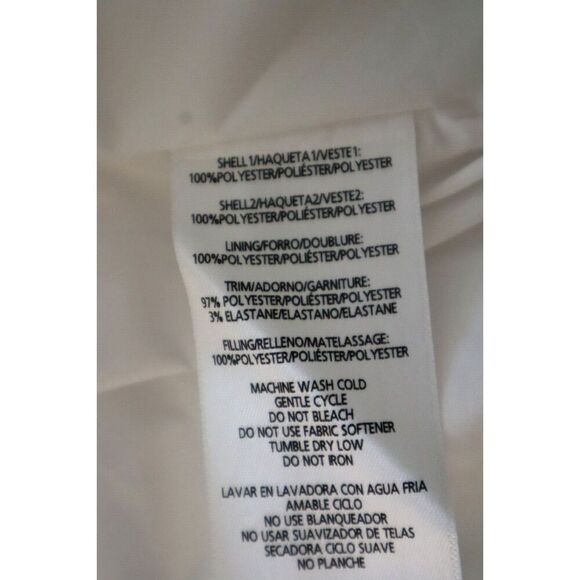 SHELL1/HAQUETA1/VESTE1:
100%POLYESTER/POLIÉSTER/POLYESTER
SHELL2/HAQUETA2/VESTE2:
100%POLYESTER/POLIÉSTER/POLYESTER
LINING/FORRO/DOUBLURE:
100%POLYESTER/POLIÉSTER/POLYESTER
TRIM/ADORNO/GARNITURE:
97% POLYESTER/POLIÉSTER/POLYESTER
3% ELASTANE/ELASTANO/ELASTANE
FILLING/RELLENO/MATELASSAGE:
100%POLYESTER/POLIÉSTER/POLYESTER
MACHINE WASH COLD
GENTLE CYCLE
DO NOT BLEACH
DO NOT USE FABRIC SOFTENER
TUMBLE DRY LOW
DO NOT IRON
LAVAR EN LAVADORA CON AGUA FRIA
AMABLE CICLO
NO USE BLANQUEADOR
NO USAR SUAVIZADOR DE TELAS
SECADORA CICLO SUAVE
NO PLANCHE